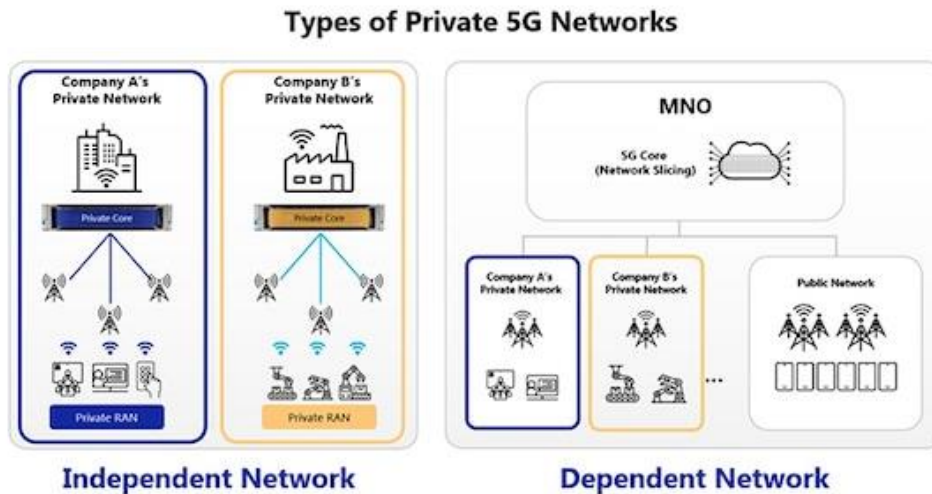 Types of Private 5G Networks
Company A's
Private Network
Private Core
Private RAN
Company B's
Private Network
Private Core
Private RAN
Independent Network
MNO
5G Core
(Network Slicing)
Company A's
Private Network
Company B's
Private Network
...
Public Network
Dependent Network